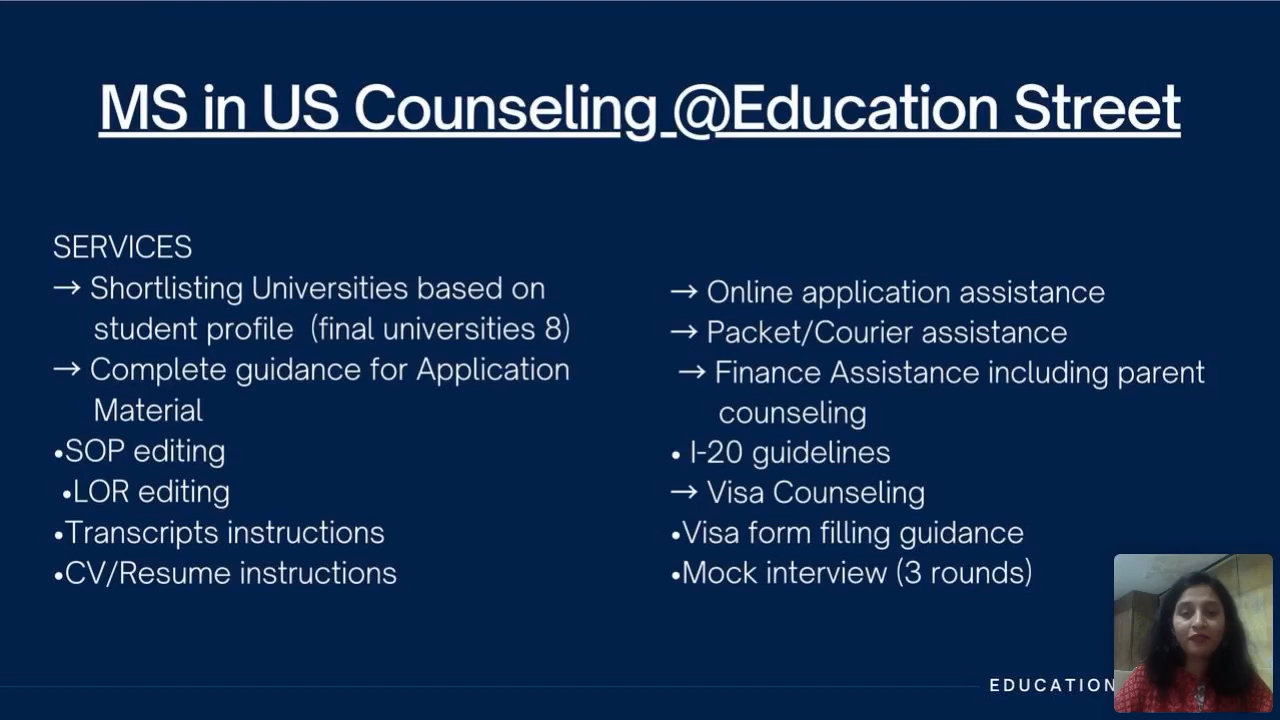 MS in US Counseling @Education Street
SERVICES
→ Shortlisting Universities based on
student profile (final universities 8)
→ Complete guidance for Application
Material
•SOP editing
•LOR editing
•Transcripts instructions
•CV/Resume instructions
→ Online application assistance
→ Packet/Courier assistance
→ Finance Assistance including parent
counseling
• I-20 guidelines
→ Visa Counseling
•Visa form filling guidance
•Mock interview (3 rounds)
EDUCATION